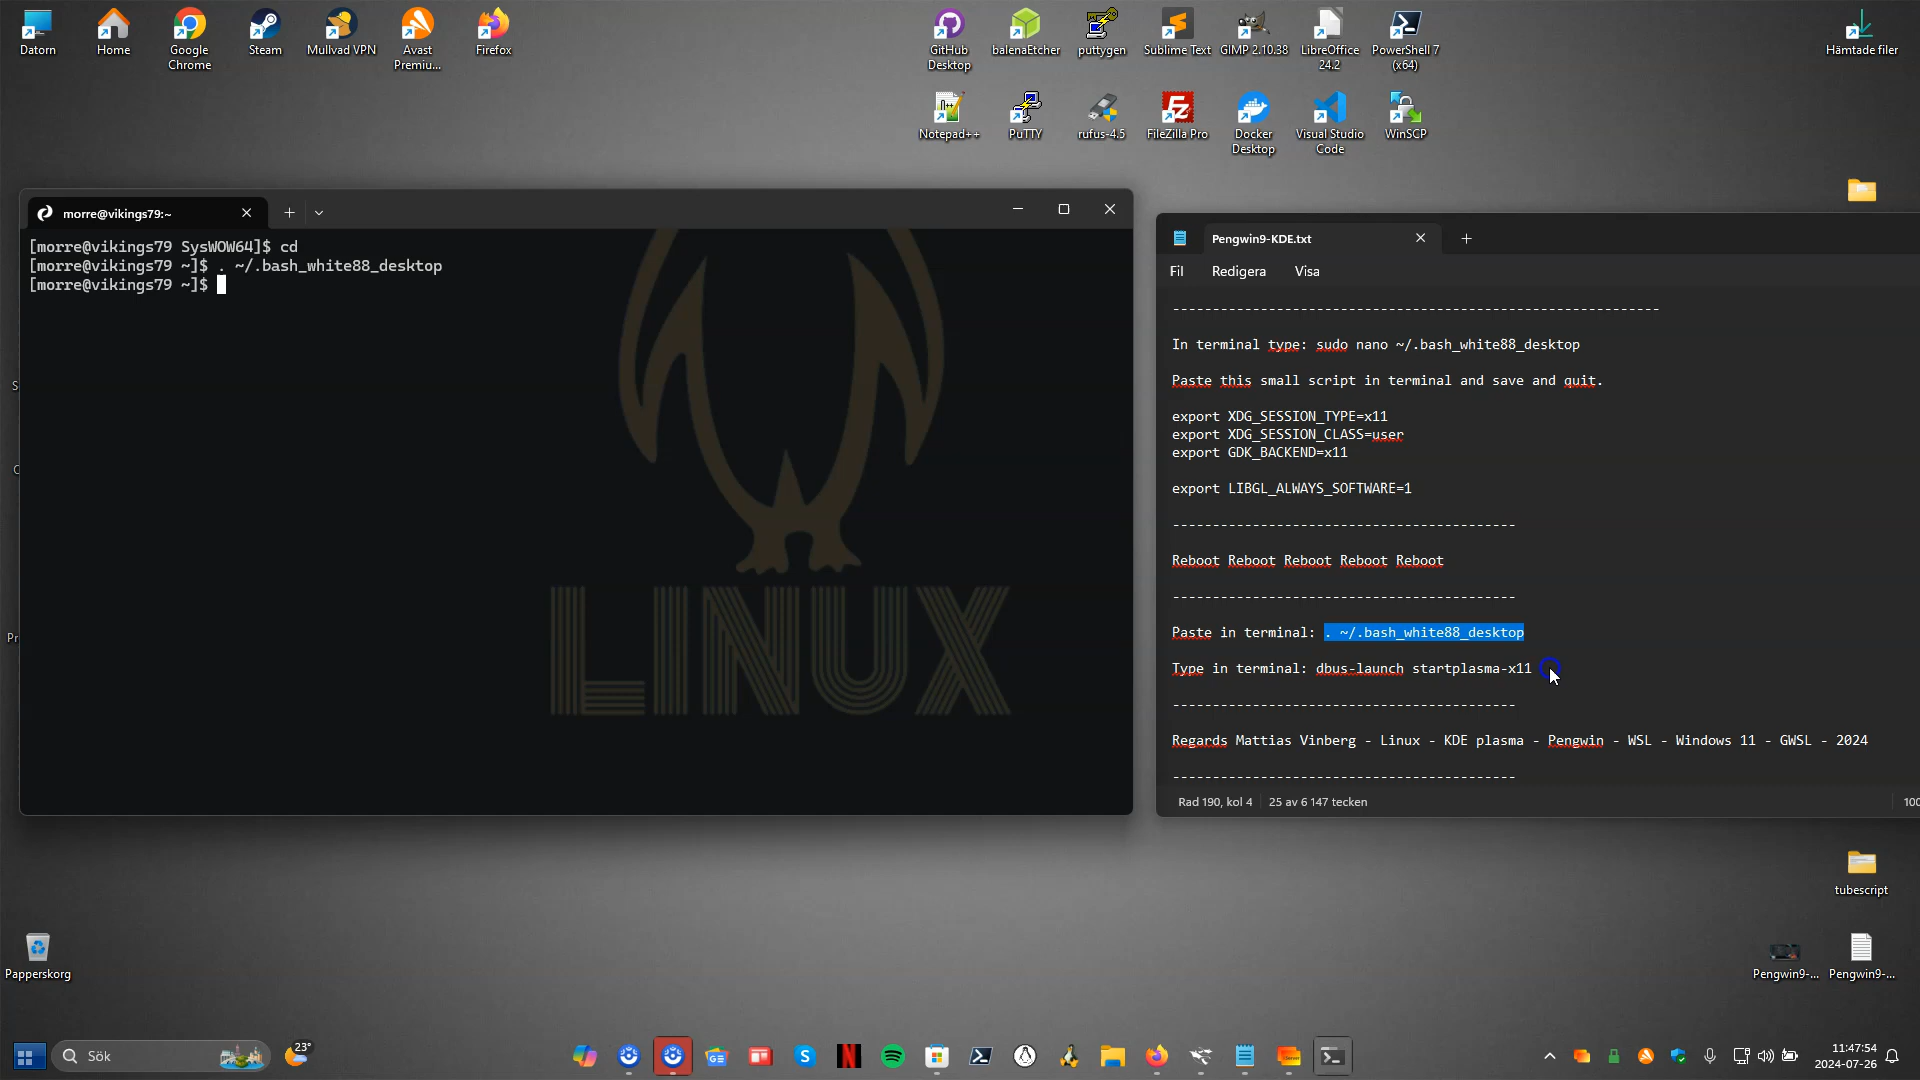 Datorn
Home
Google
Chrome
Steam
Mullvad VPN
Avast
Premiu...
Firefox
GitHub
Desktop
balenaEtcher
puttygen
Sublime Text
GIMP 2.10.38
LibreOffice
24.2
PowerShell 7
(x64)
Hämtade filer
Notepad++
PuTTY
rufus-4.5
FileZilla Pro
Docker
Desktop
Visual Studio
Code
WinSCP
morre@vikings79:~
[morre@vikings79 SysWOW64]$ cd
[morre@vikings79 ~]$ . ~/.bash_white88_desktop
[morre@vikings79 ~]$
LINUX
Pengwin9-KDE.txt
Fil Redigera Visa
-------------------------------------------------------------
In terminal type: sudo nano ~/.bash_white88_desktop
Paste this small script in terminal and save and quit.
export XDG_SESSION_TYPE=x11
export XDG_SESSION_CLASS=user
export GDK_BACKEND=x11
export LIBGL_ALWAYS_SOFTWARE=1
-------------------------------------------
Reboot Reboot Reboot Reboot Reboot
-------------------------------------------
Paste in terminal: . ~/.bash_white88_desktop
Type in terminal: dbus-launch startplasma-x11
-------------------------------------------
Regards Mattias Vinberg - Linux - KDE plasma - Pengwin - WSL - Windows 11 - GWSL - 2024
-------------------------------------------
Rad 190, kol 4 25 av 6 147 tecken 100
Pr
tubescript
Papperskorg
Pengwin9-...
Pengwin9-...
Sök
23°
11:47:54
2024-07-26